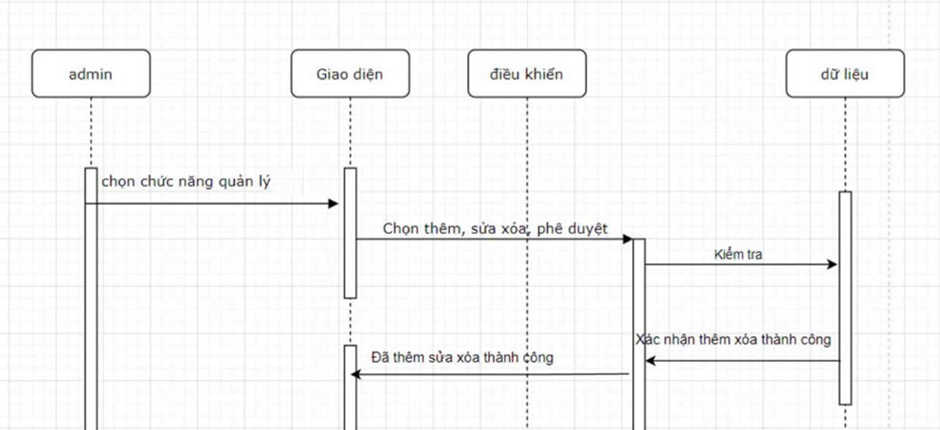 admin
Giao diện
điều khiển
dữ liệu
chọn chức năng quản lý
Chọn thêm, sửa xóa, phê duyệt
Kiểm tra
Xác nhận thêm xóa thành công
Đã thêm sửa xóa thành công